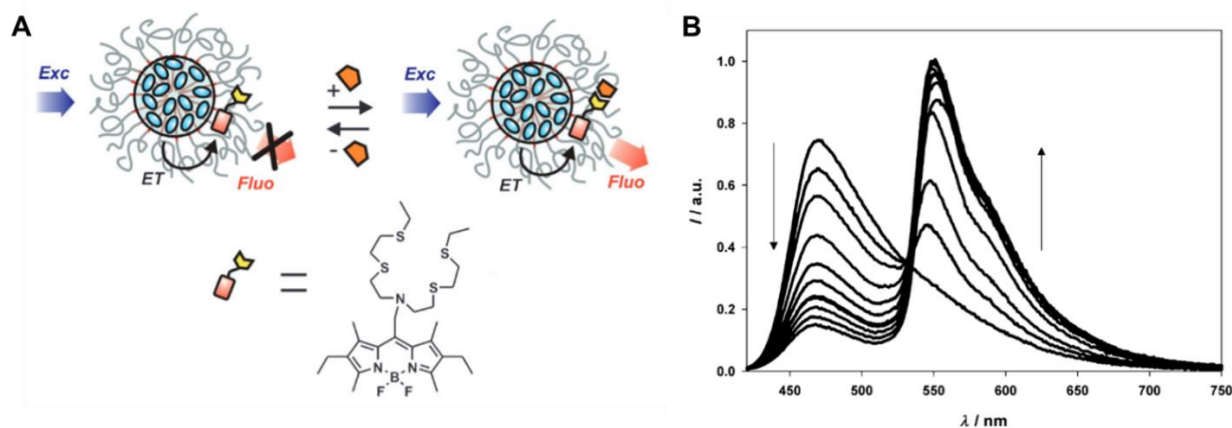 A
Exc
ET
Fluo
+
-
Exc
ET
Fluo
=
S
S
S
S
N
N
N
B
F
F
B
I / a.u.
1.0
0.8
0.6
0.4
0.2
0.0
450 500 550 600 650 700 750
λ / nm